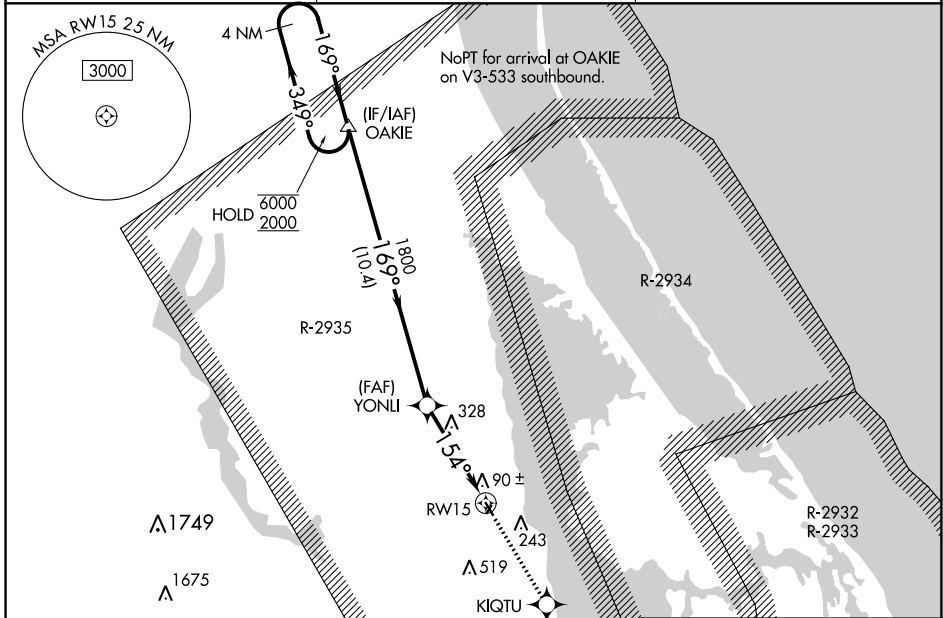 MSA RW15 25 NM
3000
4 NM
169°
349°
NoPT for arrival at OAKIE
on V3-533 southbound.
(IF/IAF)
OAKIE
HOLD 6000
2000
1800
169°
(10.4)
R-2934
R-2935
(FAF)
YONLI
328
154°
90 ±
RW15
1749
243
R-2932
R-2933
519
1675
KIQTU